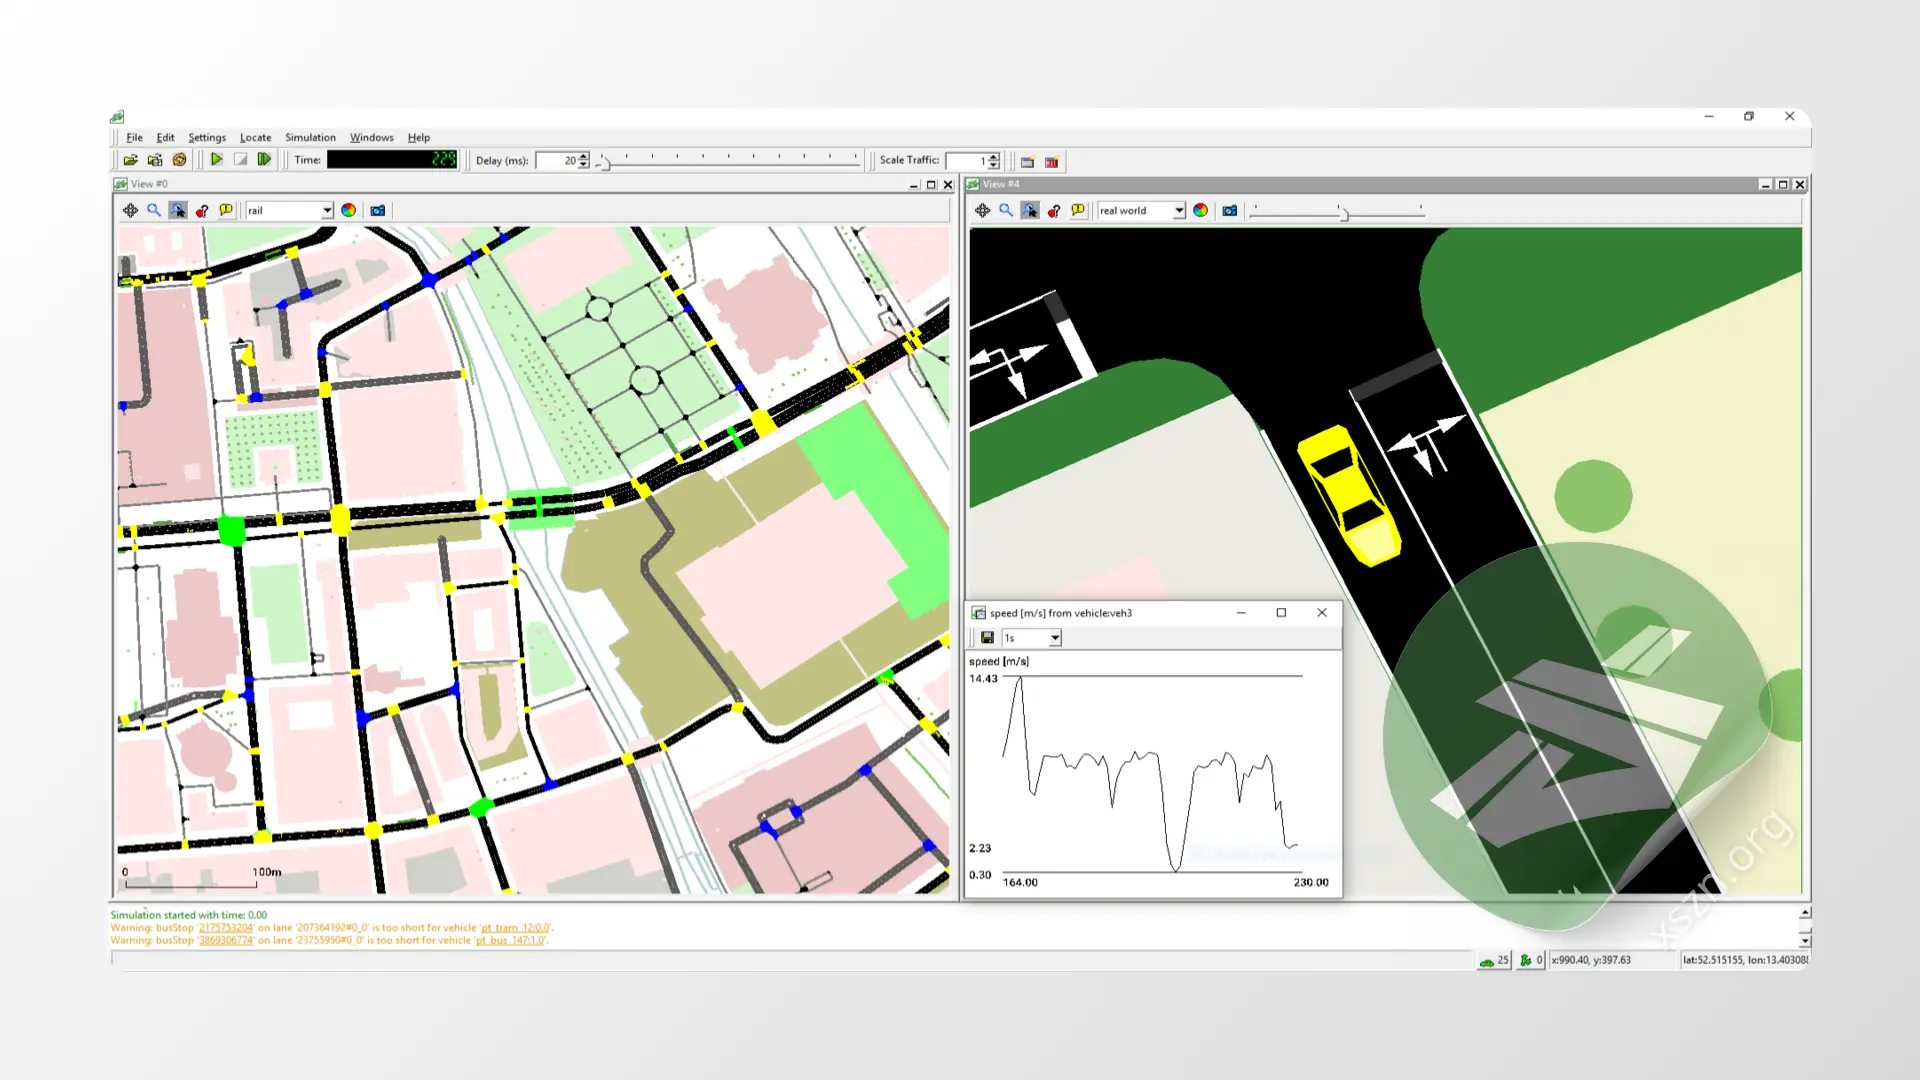 File Edit Settings Locate Simulation Windows Help
Time: 229 Delay (ms): 20 Scale Traffic: 1
View #0
rail
0 100m
View #4
real world
speed [m/s] from vehicle:veh3
1s
speed [m/s]
14.43
2.23
0.30
164.00 230.00
xszn.org
Simulation started with time: 0.00
Warning: busStop '2175753204' on lane '207364192#0_0' is too short for vehicle 'pt_tram_12:0.0'.
Warning: busStop '3869306774' on lane '23755950#0_0' is too short for vehicle 'pt_bus_147:1.0'.
25 0 x:990.40, y:397.63 lat:52.515155, lon:13.403088